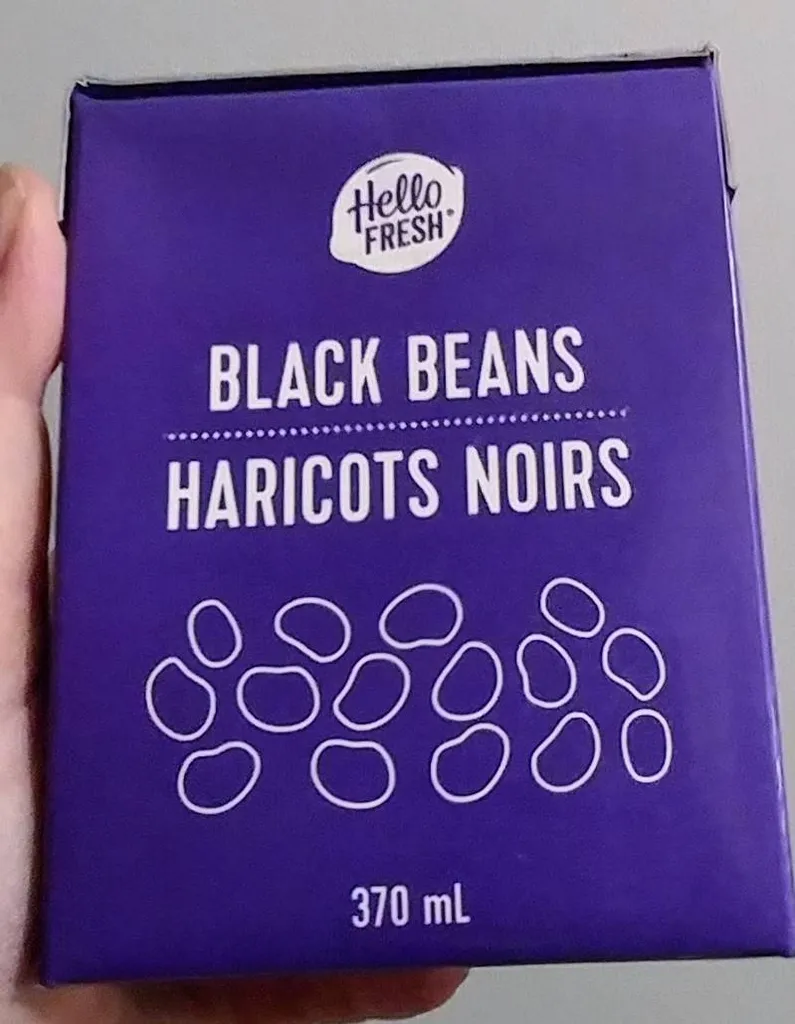 Hello
FRESH®
BLACK BEANS
HARICOTS NOIRS
370 mL